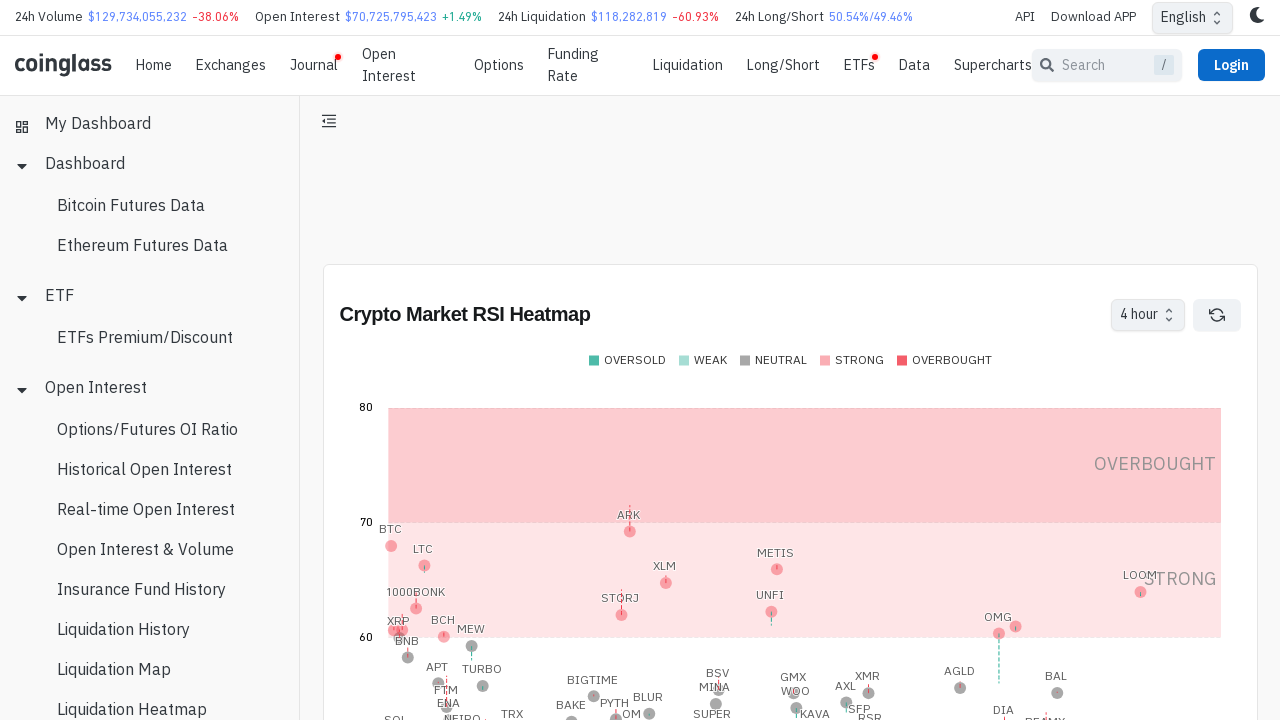 24h Volume $129,734,055,232 -38.06% Open Interest $70,725,795,423 +1.49% 24h Liquidation $118,282,819 -60.93% 24h Long/Short 50.54%/49.46% API Download APP English
coinglass Home Exchanges Journal Open Interest Options Funding Rate Liquidation Long/Short ETFs Data Supercharts Search / Login
My Dashboard
Dashboard
Bitcoin Futures Data
Ethereum Futures Data
ETF
ETFs Premium/Discount
Open Interest
Options/Futures OI Ratio
Historical Open Interest
Real-time Open Interest
Open Interest & Volume
Insurance Fund History
Liquidation History
Liquidation Map
Liquidation Heatmap
Crypto Market RSI Heatmap 4 hour
OVERSOLD WEAK NEUTRAL STRONG OVERBOUGHT
80
OVERBOUGHT
70
ARK
BTC
LTC
METIS
XLM
LOOM STRONG
1000BONK
UNFI
STORJ
XRP
BCH
OMG
MEW
60
BNB
APT
TURBO
BSV
GMX
XMR
AGLD
BAL
BIGTIME
FTM
MINA
WOO
AXL
ENA
BAKE
PYTH
BLUR
SFP
DIA
TRX
OM
SUPER
KAVA
RSR